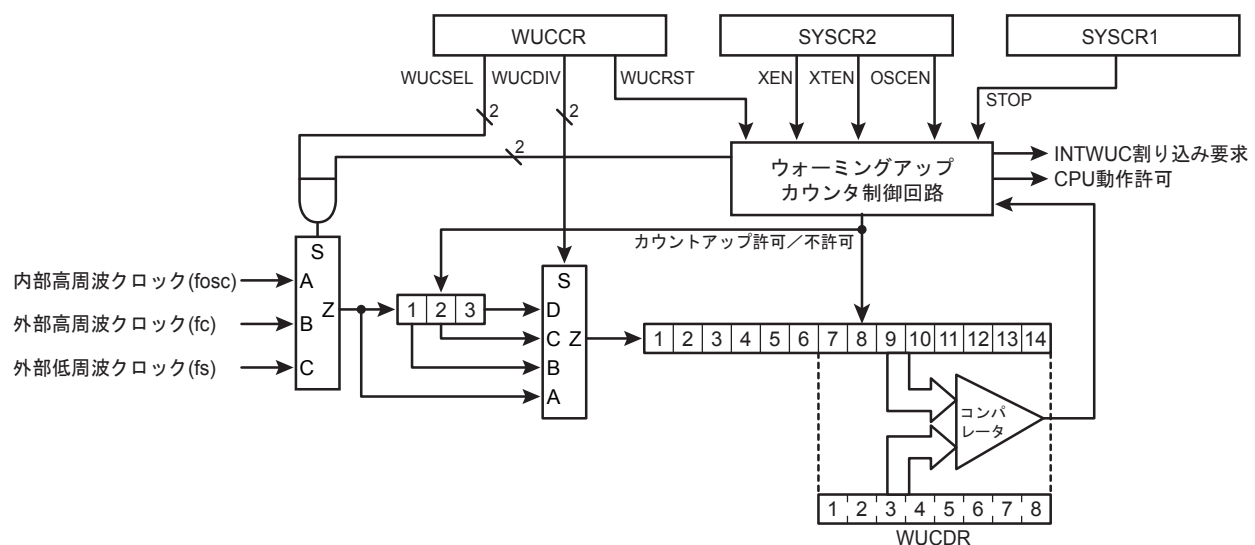 WUCCR
SYSCR2
SYSCR1
WUCSEL
WUCDIV
WUCRST
XEN
XTEN
OSCEN
STOP
2
2
2
ウォーミングアップ
カウンタ制御回路
INTWUC割り込み要求
CPU動作許可
カウントアップ許可/不許可
S
A
B
C
Z
内部高周波クロック(fosc)
外部高周波クロック(fc)
外部低周波クロック(fs)
1 2 3
S
D
C
B
A
Z
1 2 3 4 5 6 7 8 9 10 11 12 13 14
コンパ
レータ
1 2 3 4 5 6 7 8
WUCDR